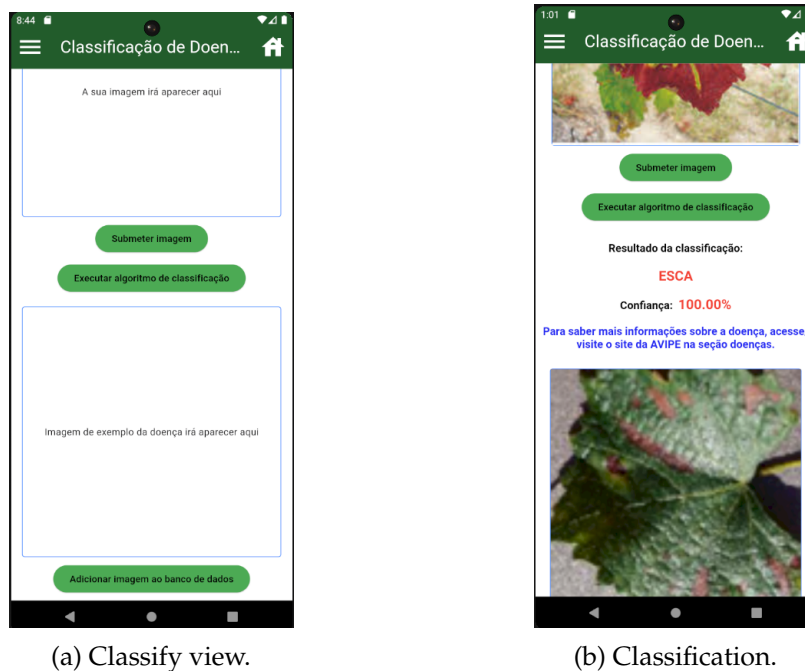 8:44
Classificação de Doen...
A sua imagem irá aparecer aqui
Submeter imagem
Executar algoritmo de classificação
Imagem de exemplo da doença irá aparecer aqui
Adicionar imagem ao banco de dados
(a) Classify view.
1:01
Classificação de Doen...
Submeter imagem
Executar algoritmo de classificação
Resultado da classificação:
ESCA
Confiança: 100.00%
Para saber mais informações sobre a doença, acesse,
visite o site da AVIPE na seção doenças.
(b) Classification.